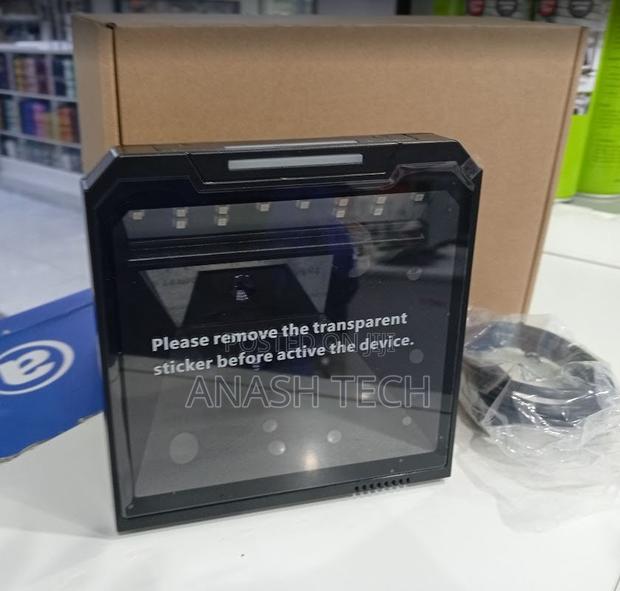 Please remove the transparent
sticker before active the device.
POSTED ON JIJI
ANASH TECH